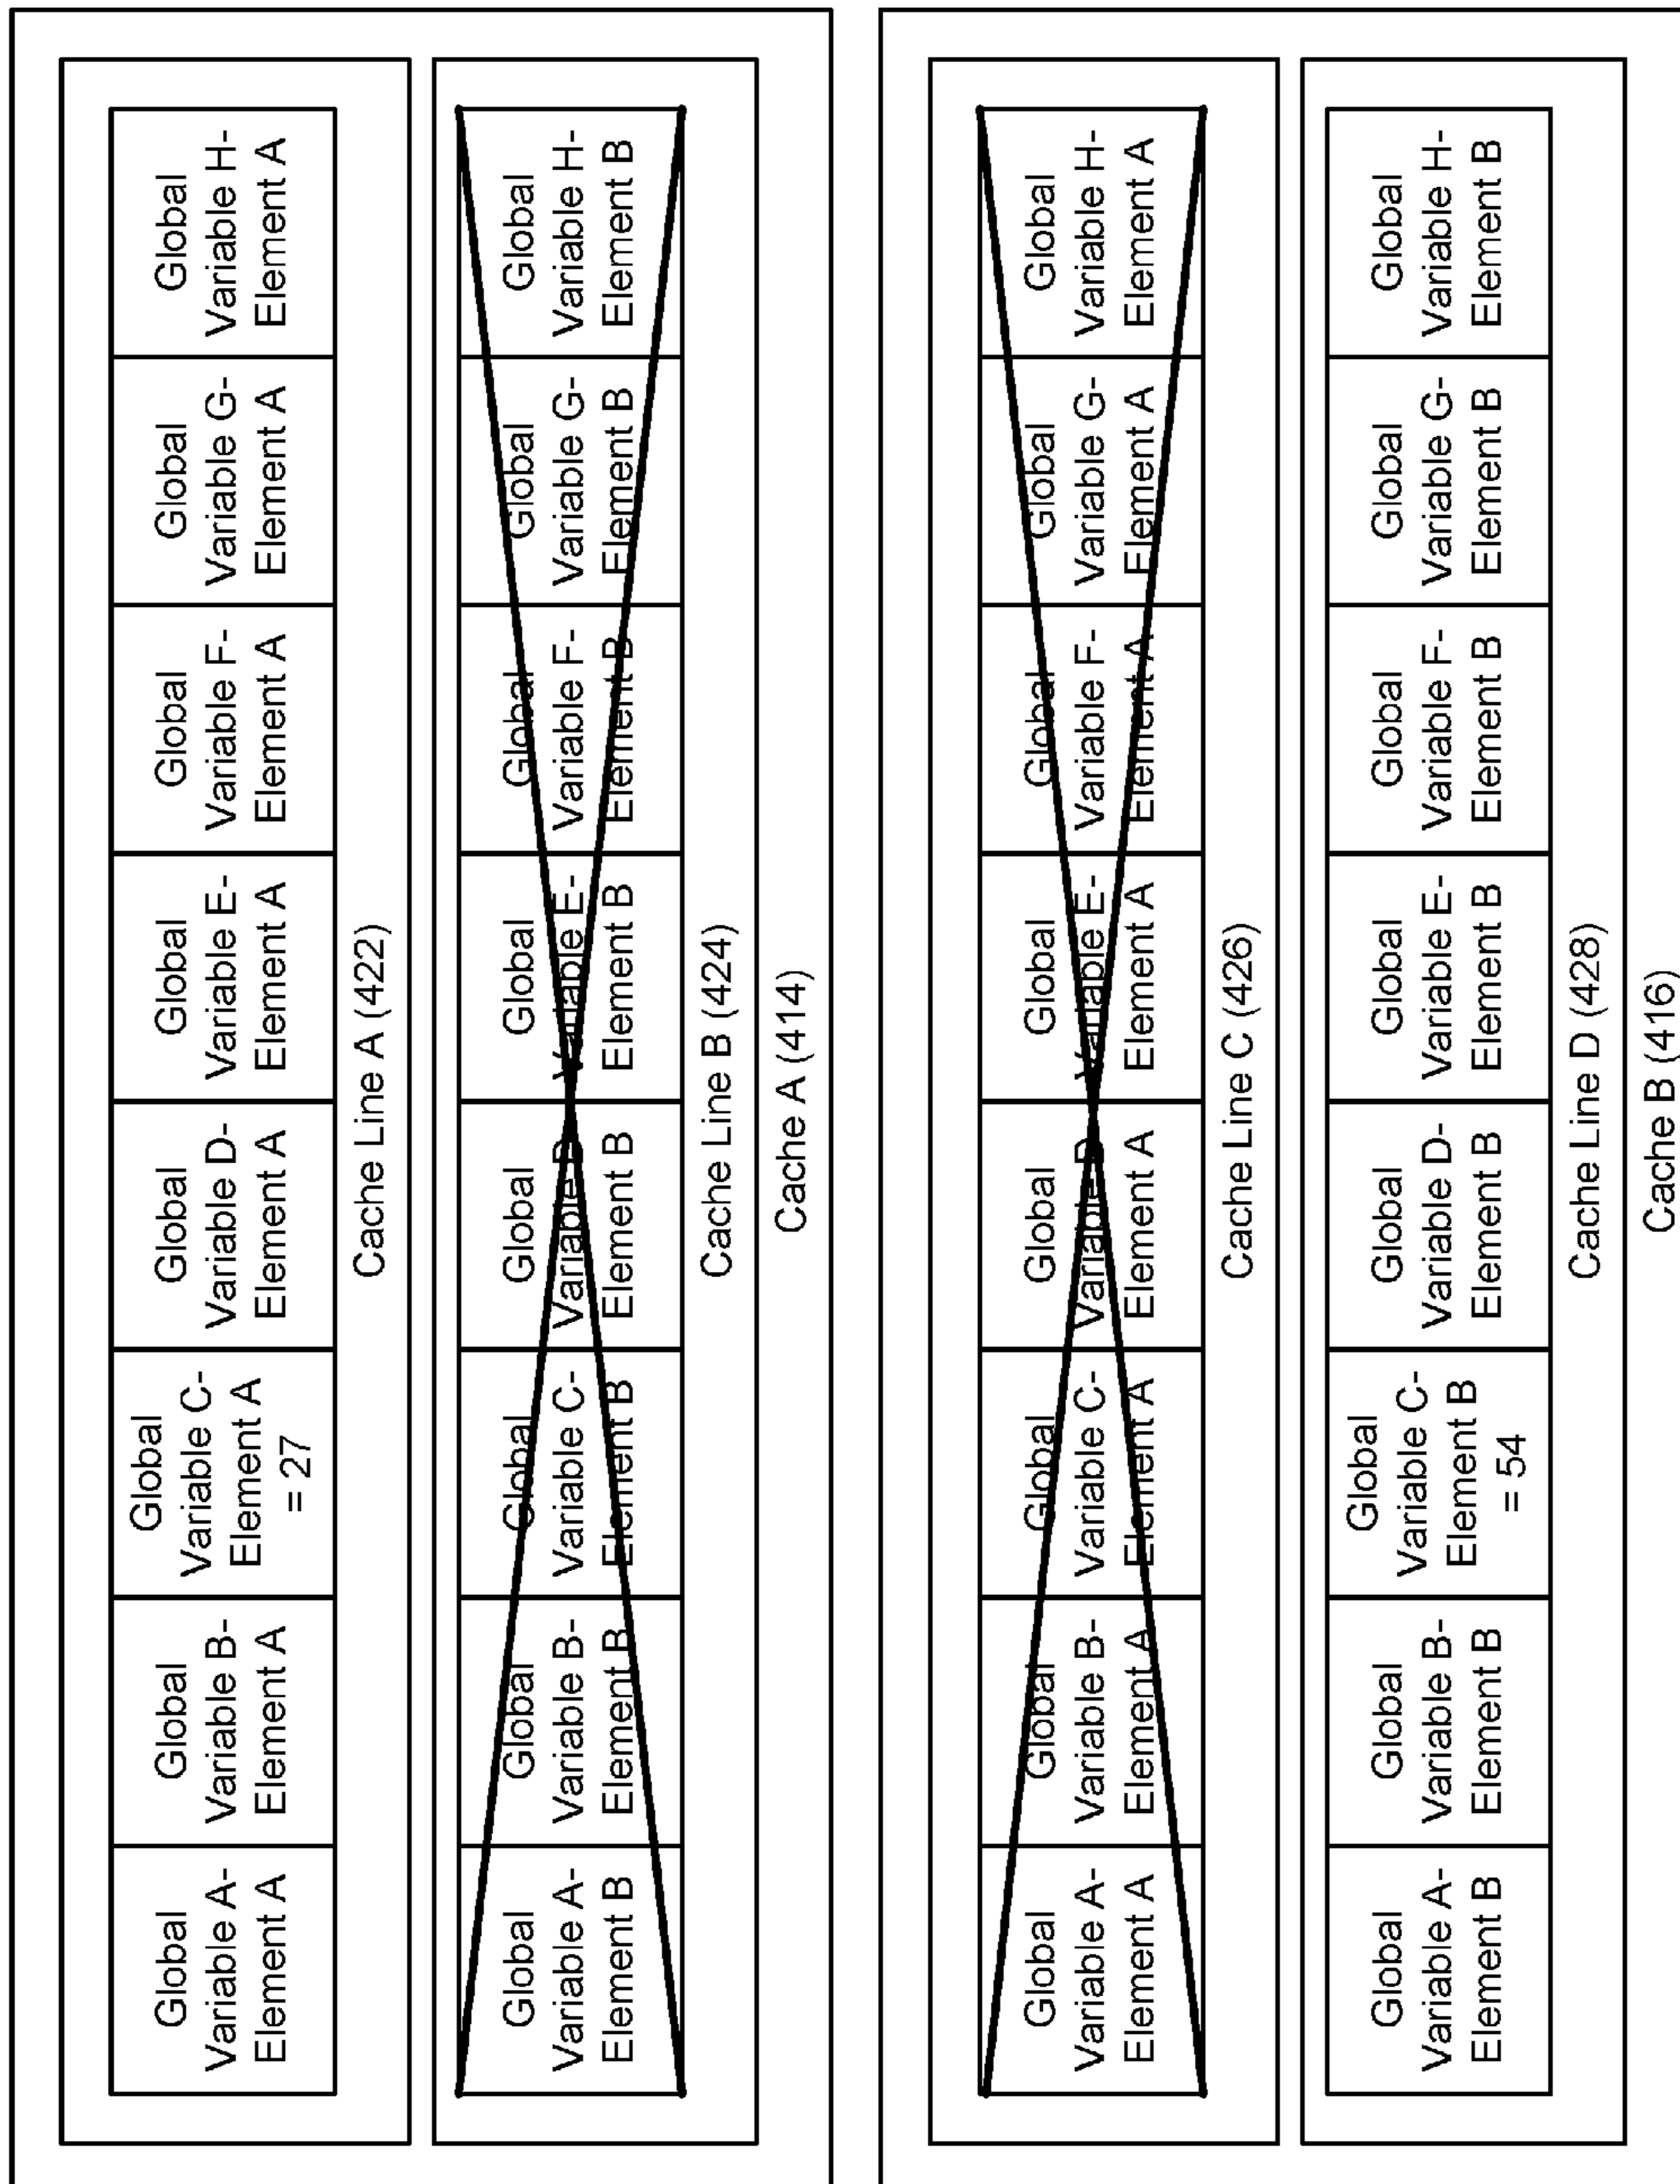 Global
Variable A-
Element A
Global
Variable B-
Element A
Global
Variable C-
Element A
= 27
Global
Variable D-
Element A
Global
Variable E-
Element A
Global
Variable F-
Element A
Global
Variable G-
Element A
Global
Variable H-
Element A
Cache Line A (422)
Global
Variable A-
Element B
Global
Variable B-
Element B
Global
Variable C-
Element B
Global
Variable D-
Element B
Global
Variable E-
Element B
Global
Variable F-
Element B
Global
Variable G-
Element B
Global
Variable H-
Element B
Cache Line B (424)
Cache A (414)
Global
Variable A-
Element A
Global
Variable B-
Element A
Global
Variable C-
Element A
Global
Variable D-
Element A
Global
Variable E-
Element A
Global
Variable F-
Element A
Global
Variable G-
Element A
Global
Variable H-
Element A
Cache Line C (426)
Global
Variable A-
Element B
Global
Variable B-
Element B
Global
Variable C-
Element B
= 54
Global
Variable D-
Element B
Global
Variable E-
Element B
Global
Variable F-
Element B
Global
Variable G-
Element B
Global
Variable H-
Element B
Cache Line D (428)
Cache B (416)